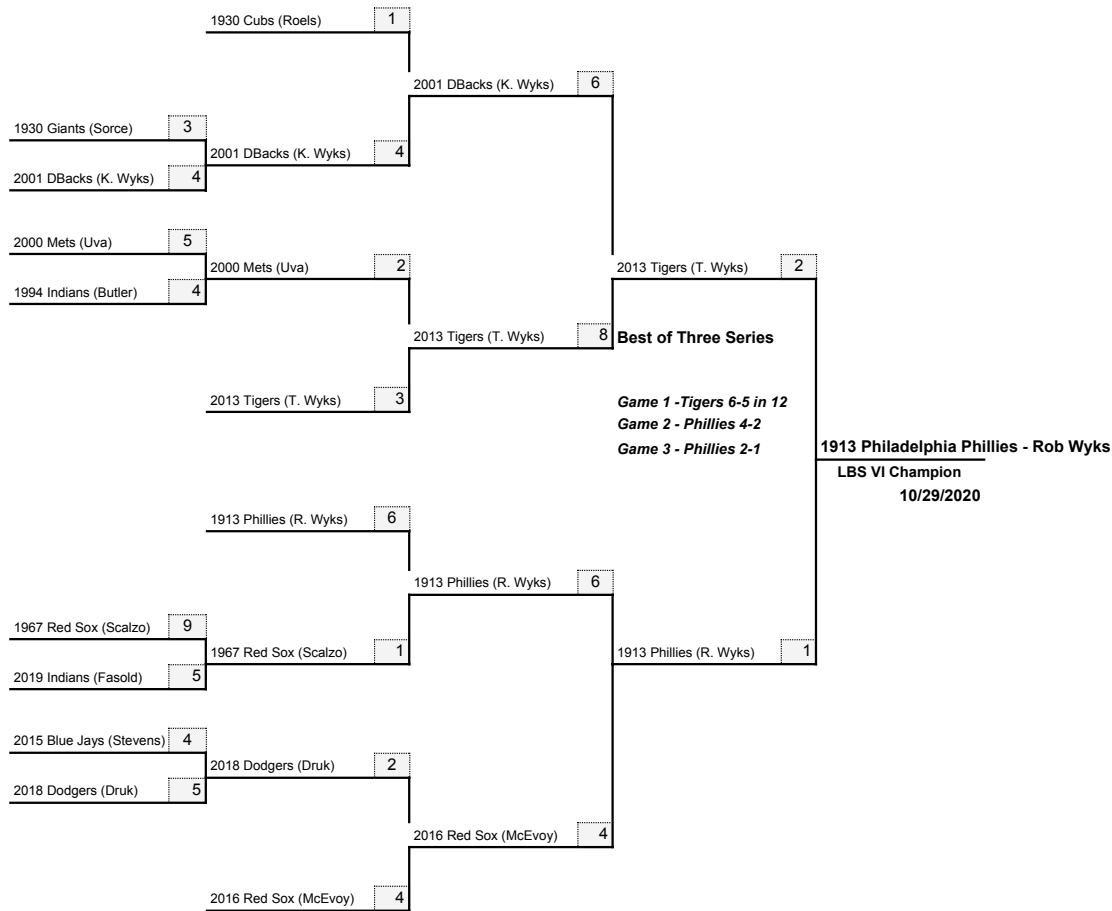 1930 Cubs (Roels) 1
2001 DBacks (K. Wyks) 6
1930 Giants (Sorce) 3
2001 DBacks (K. Wyks) 4
2001 DBacks (K. Wyks) 4
2000 Mets (Uva) 5
2000 Mets (Uva) 2
2013 Tigers (T. Wyks) 2
1994 Indians (Butler) 4
2013 Tigers (T. Wyks) 8
Best of Three Series
2013 Tigers (T. Wyks) 3
Game 1 -Tigers 6-5 in 12
Game 2 - Phillies 4-2
Game 3 - Phillies 2-1
1913 Philadelphia Phillies - Rob Wyks
LBS VI Champion
10/29/2020
1913 Phillies (R. Wyks) 6
1913 Phillies (R. Wyks) 6
1967 Red Sox (Scalzo) 9
1967 Red Sox (Scalzo) 1
1913 Phillies (R. Wyks) 1
2019 Indians (Fasold) 5
2015 Blue Jays (Stevens) 4
2018 Dodgers (Druk) 2
2018 Dodgers (Druk) 5
2016 Red Sox (McEvoy) 4
2016 Red Sox (McEvoy) 4